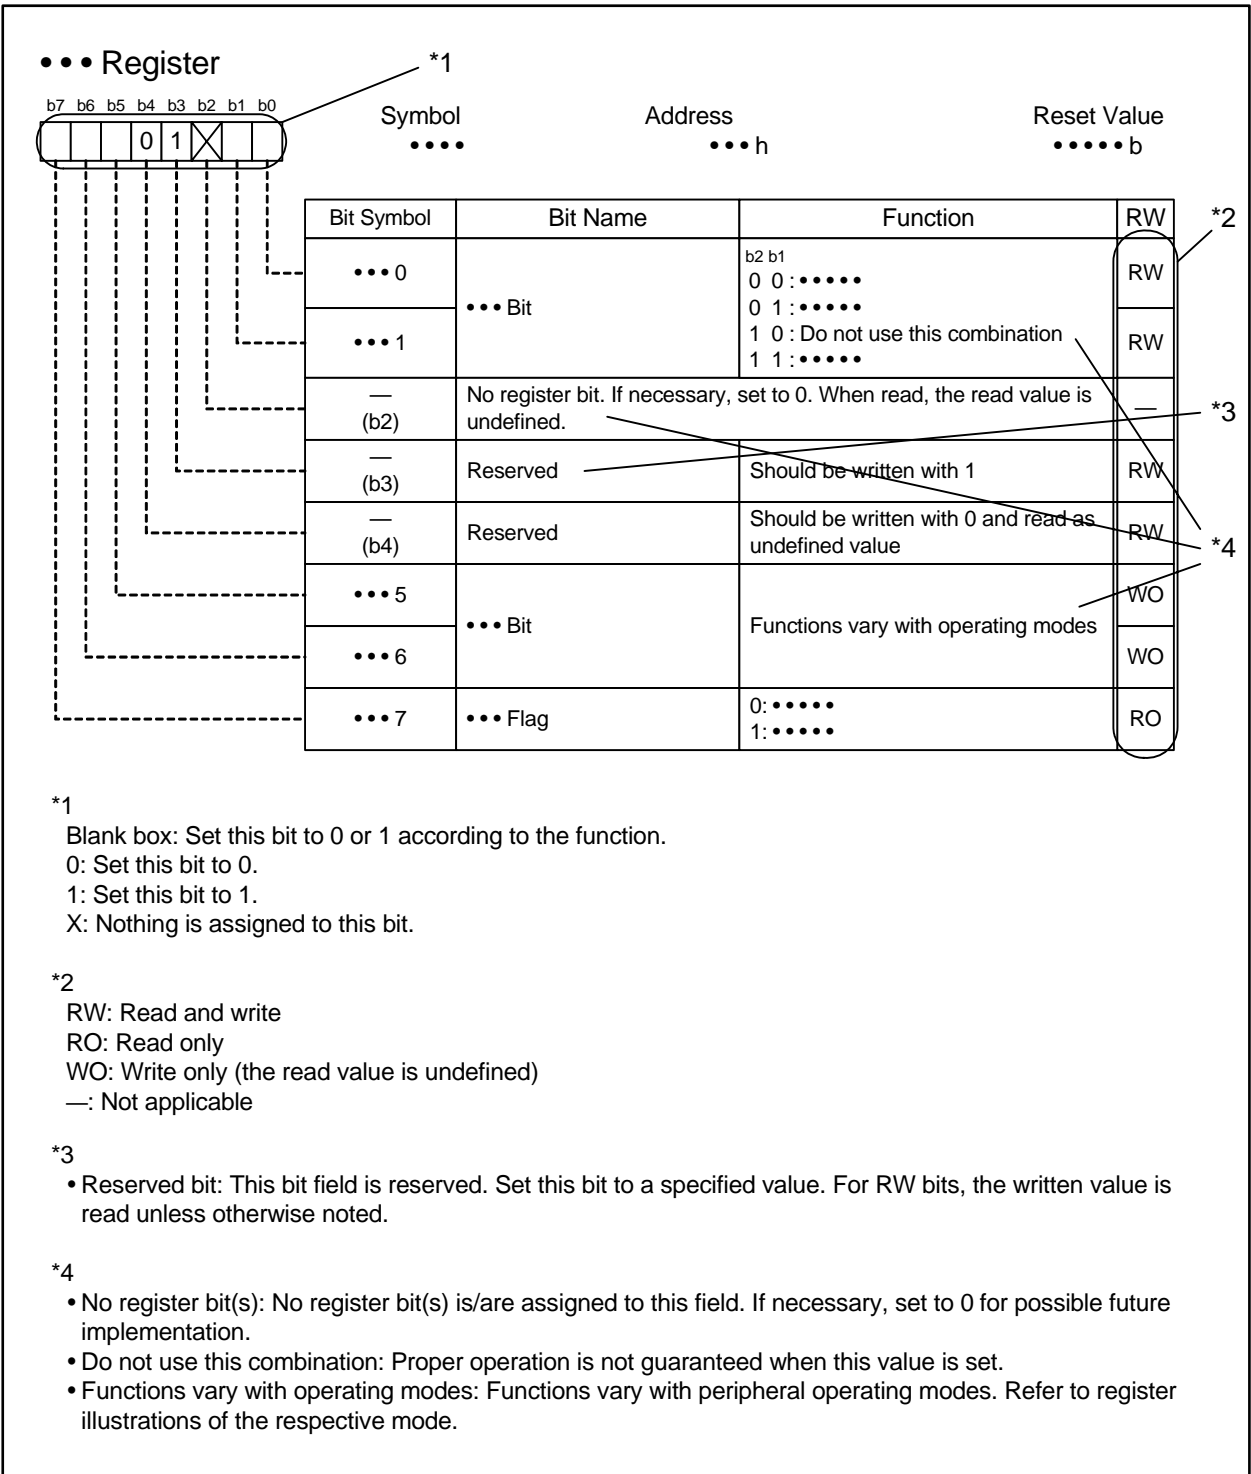 ••• Register
*1
b7 b6 b5 b4 b3 b2 b1 b0
0 1 X
Symbol Address Reset Value
•••• •••h •••••b
Bit Symbol Bit Name Function RW
*2
•••0
•••Bit
b2 b1
0 0 : •••••
0 1 : •••••
1 0 : Do not use this combination
1 1 : •••••
RW
•••1
RW
—
(b2)
No register bit. If necessary, set to 0. When read, the read value is
undefined.
—
*3
—
(b3)
Reserved
Should be written with 1
RW
—
(b4)
Reserved
Should be written with 0 and read as
undefined value
RW
*4
•••5
•••Bit
Functions vary with operating modes
WO
•••6
WO
•••7
•••Flag
0: •••••
1: •••••
RO
*1
Blank box: Set this bit to 0 or 1 according to the function.
0: Set this bit to 0.
1: Set this bit to 1.
X: Nothing is assigned to this bit.
*2
RW: Read and write
RO: Read only
WO: Write only (the read value is undefined)
—: Not applicable
*3
• Reserved bit: This bit field is reserved. Set this bit to a specified value. For RW bits, the written value is
read unless otherwise noted.
*4
• No register bit(s): No register bit(s) is/are assigned to this field. If necessary, set to 0 for possible future
implementation.
• Do not use this combination: Proper operation is not guaranteed when this value is set.
• Functions vary with operating modes: Functions vary with peripheral operating modes. Refer to register
illustrations of the respective mode.